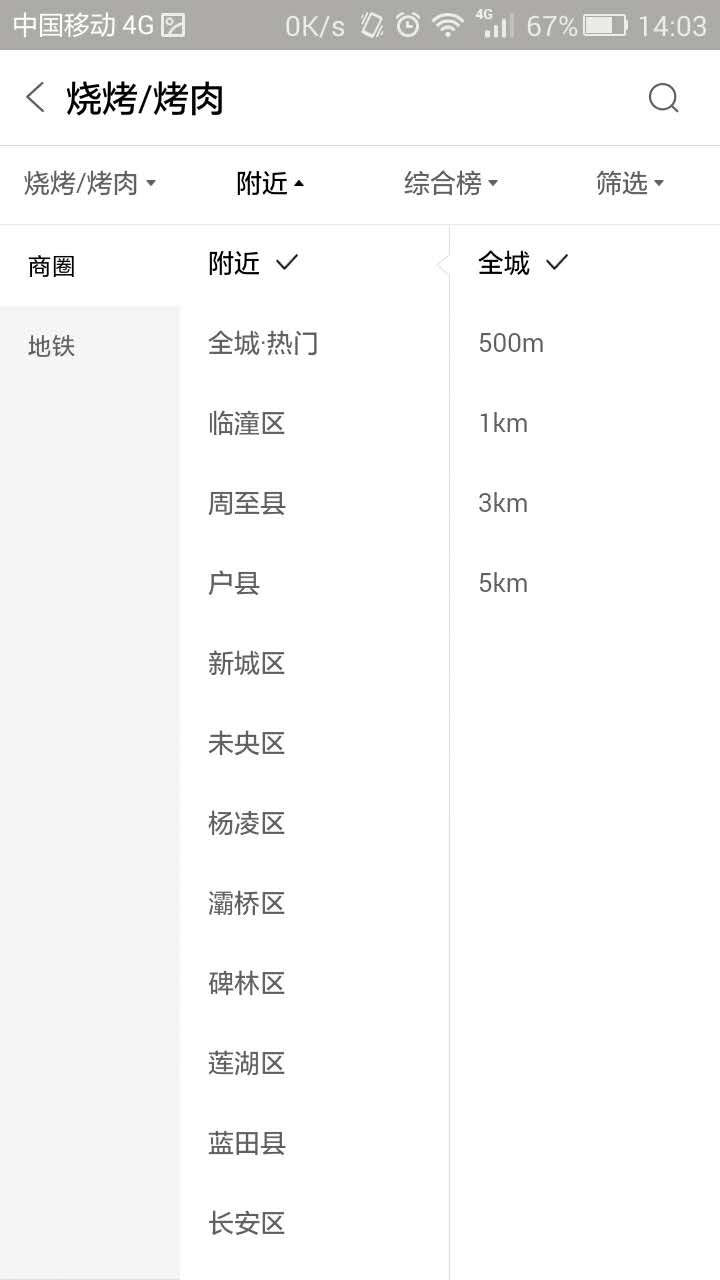 中国移动 4G 0K/s 4G 67% 14:03
烧烤/烤肉
烧烤/烤肉 附近 综合榜 筛选
商圈 附近 全城
地铁 全城·热门 500m
临潼区 1km
周至县 3km
户县 5km
新城区
未央区
杨凌区
灞桥区
碑林区
莲湖区
蓝田县
长安区